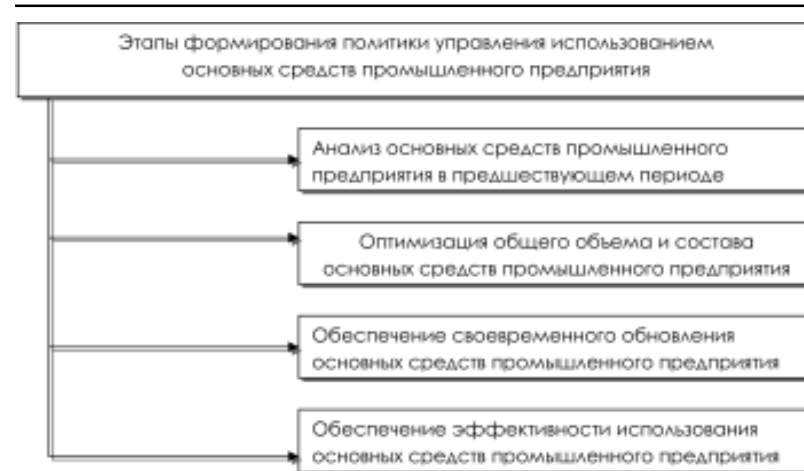 Этапы формирования политики управления использованием
основных средств промышленного предприятия
Анализ основных средств промышленного
предприятия в предшествующем периоде
Оптимизация общего объема и состава
основных средств промышленного предприятия
Обеспечение своевременного обновления
основных средств промышленного предприятия
Обеспечение эффективности использования
основных средств промышленного предприятия